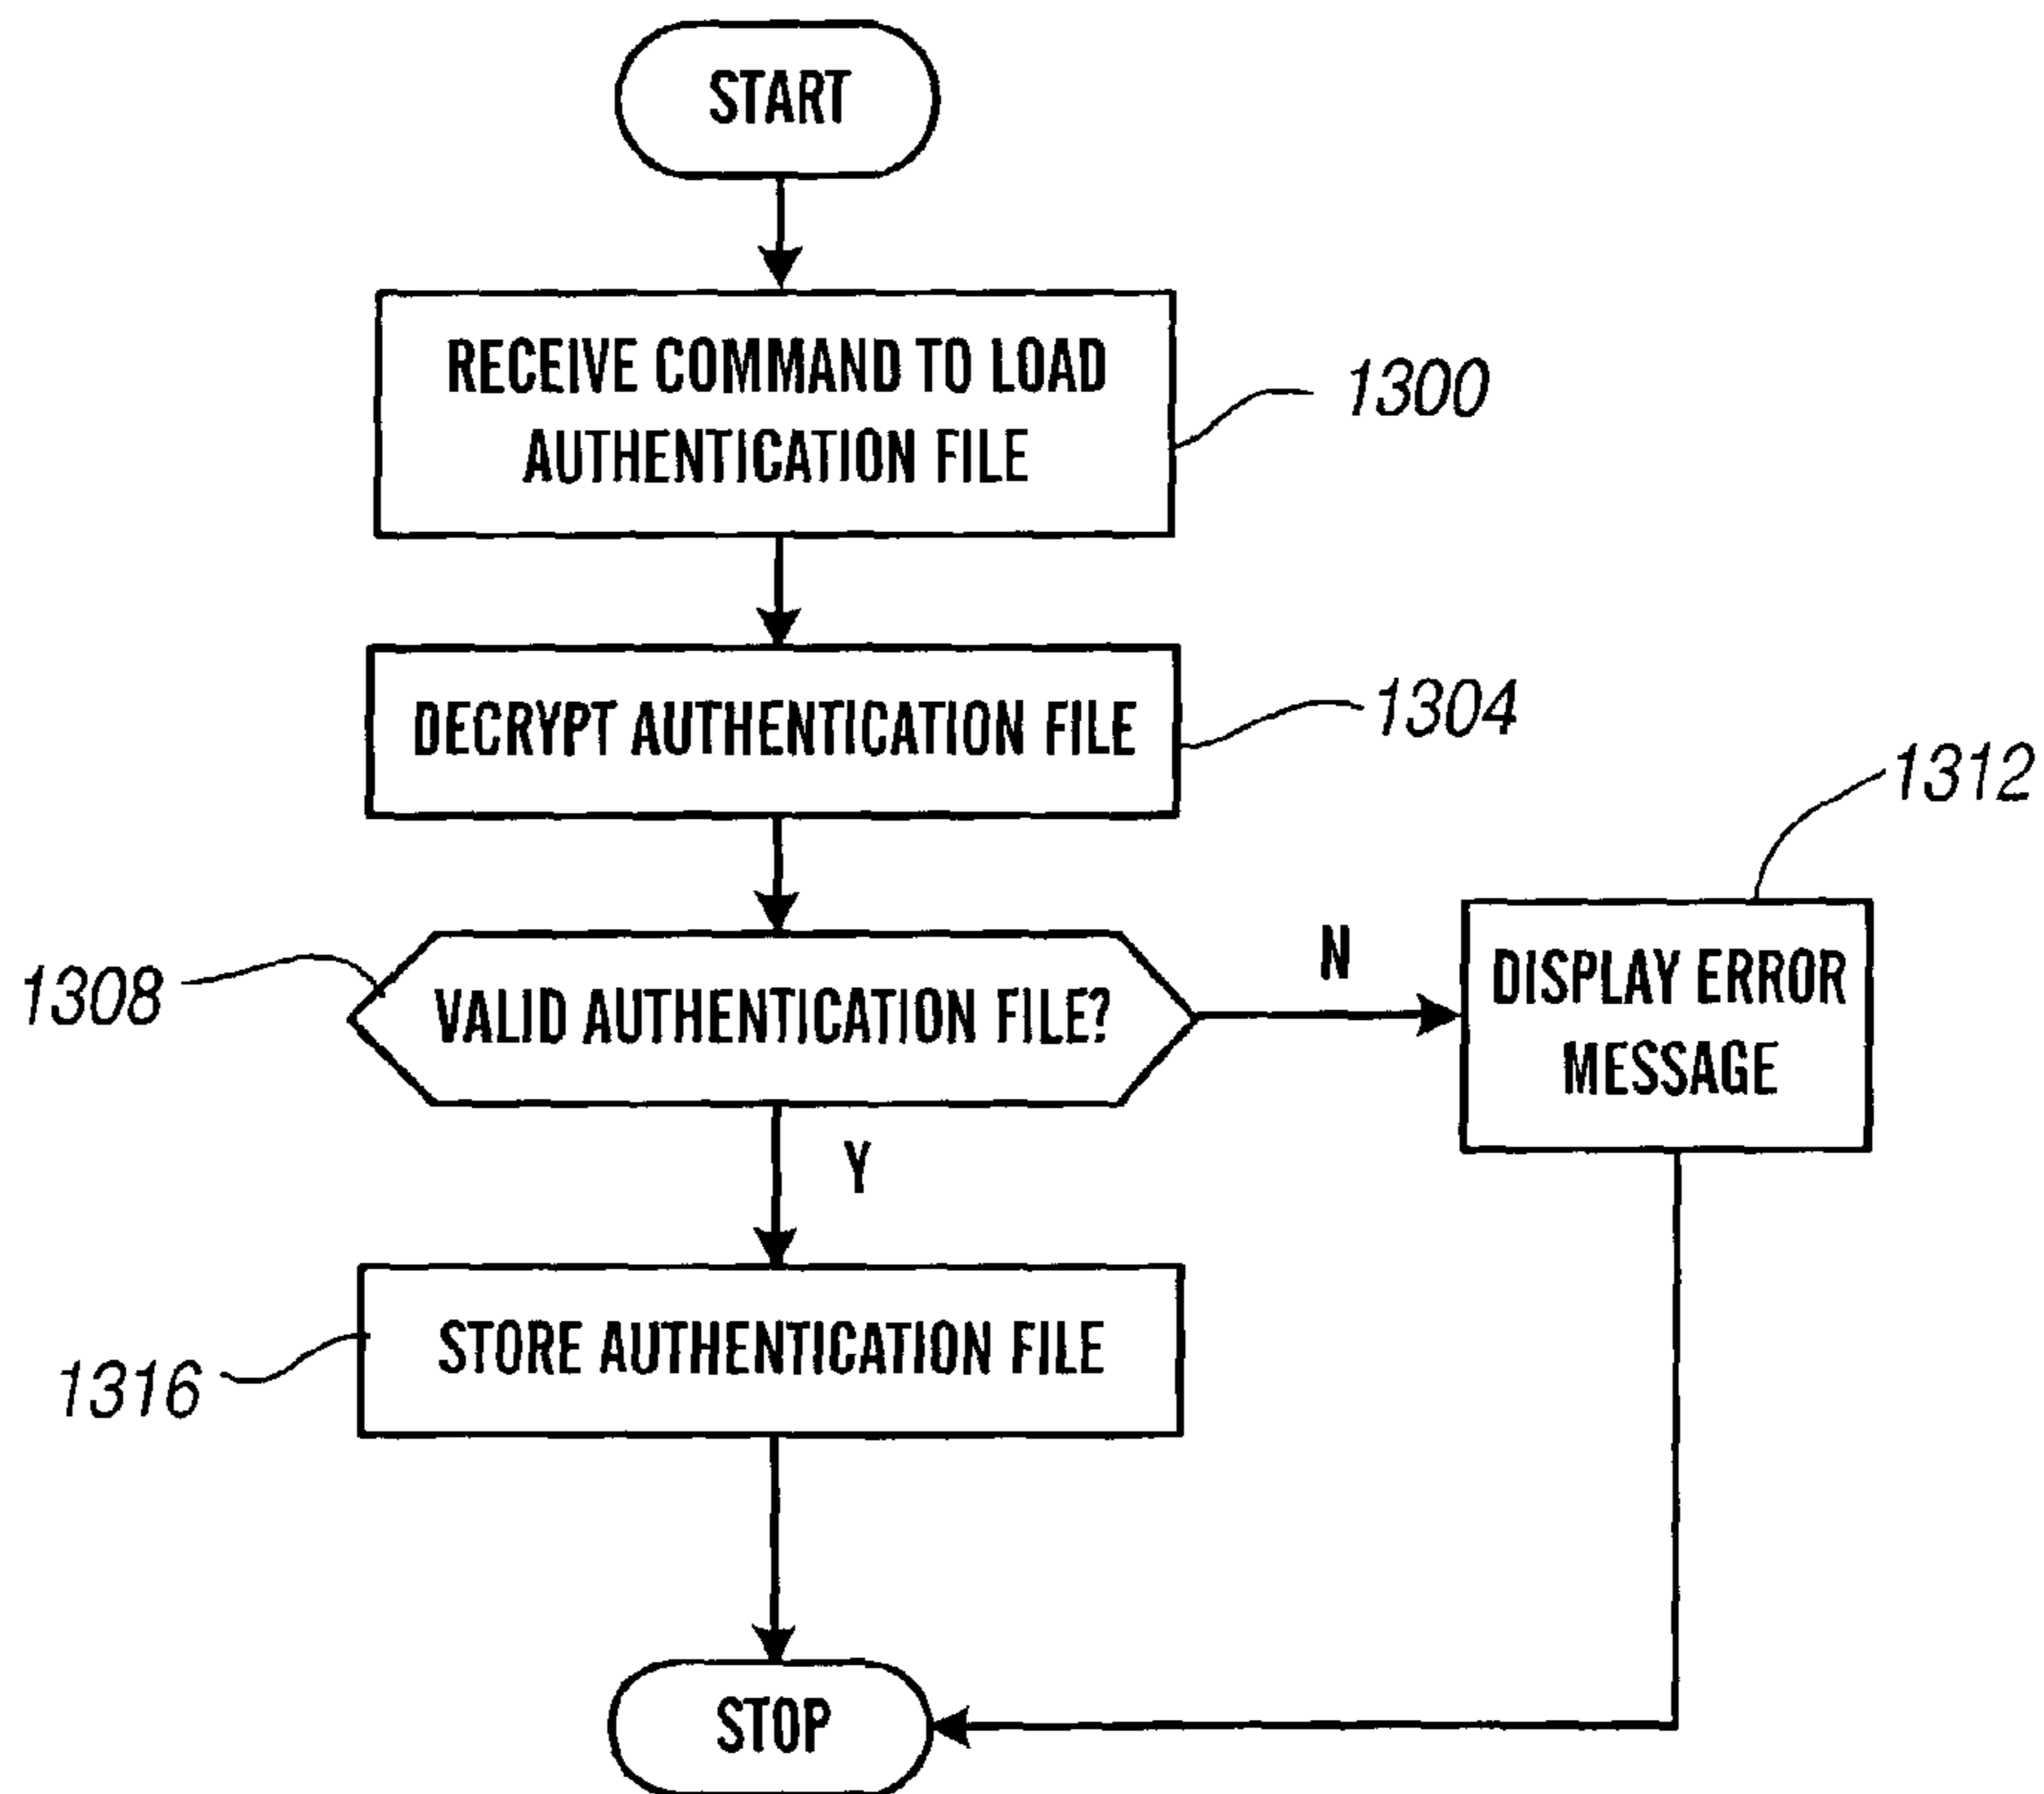 START
RECEIVE COMMAND TO LOAD
AUTHENTICATION FILE
1300
DECRYPT AUTHENTICATION FILE
1304
1312
1308
VALID AUTHENTICATION FILE?
N
DISPLAY ERROR
MESSAGE
Y
STORE AUTHENTICATION FILE
1316
STOP